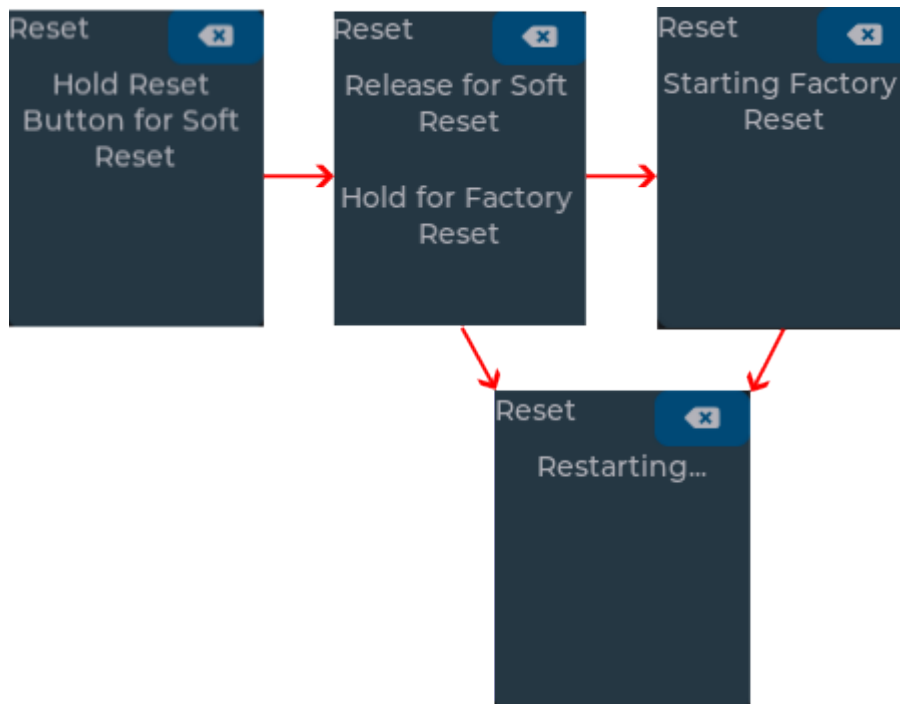 Reset
Hold Reset
Button for Soft
Reset
Reset
Release for Soft
Reset
Hold for Factory
Reset
Reset
Starting Factory
Reset
Reset
Restarting...